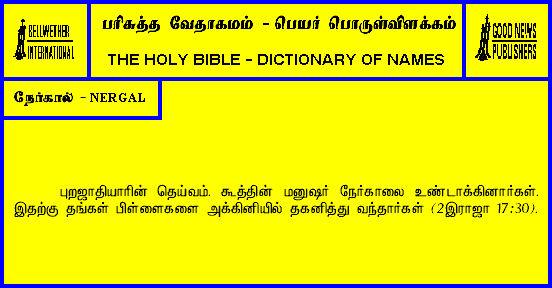 BELLWETHER
INTERNATIONAL
பரிசுத்த வேதாகமம் - பெயர் பொருள்விளக்கம்
THE HOLY BIBLE - DICTIONARY OF NAMES
GOOD NEWS
PUBLISHERS
நேர்கால் - NERGAL
புறஜாதியாரின் தெய்வம். கூத்தின் மனுஷர் நேர்காலை உண்டாக்கினார்கள்.
இதற்கு தங்கள் பிள்ளைகளை அக்கினியில் தகனித்து வந்தார்கள் (2இராஜா 17:30).